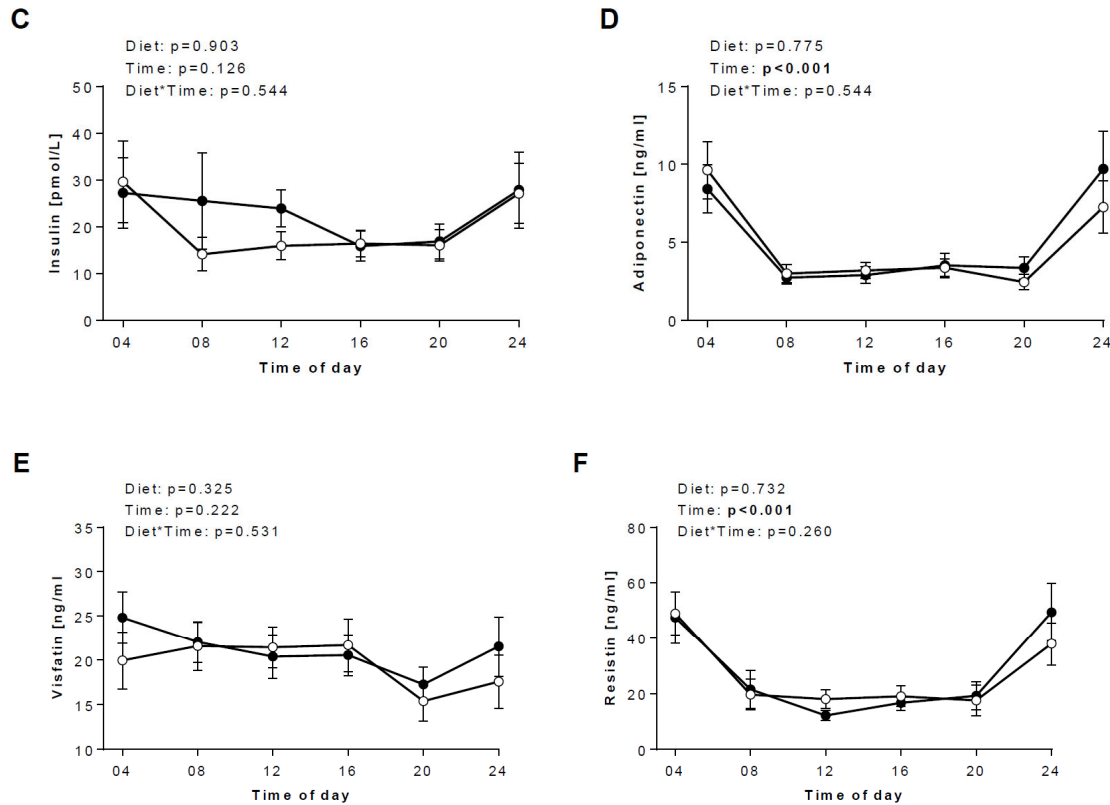 C
Diet: p=0.903
Time: p=0.126
Diet*Time: p=0.544
50
40
30
20
10
0
Insulin [pmol/L]
04 08 12 16 20 24
Time of day
D
Diet: p=0.775
Time: p<0.001
Diet*Time: p=0.544
15
10
5
0
Adiponectin [ng/ml]
04 08 12 16 20 24
Time of day
E
Diet: p=0.325
Time: p=0.222
Diet*Time: p=0.531
35
30
25
20
15
10
Visfatin [ng/ml]
04 08 12 16 20 24
Time of day
F
Diet: p=0.732
Time: p<0.001
Diet*Time: p=0.260
80
60
40
20
0
Resistin [ng/ml]
04 08 12 16 20 24
Time of day